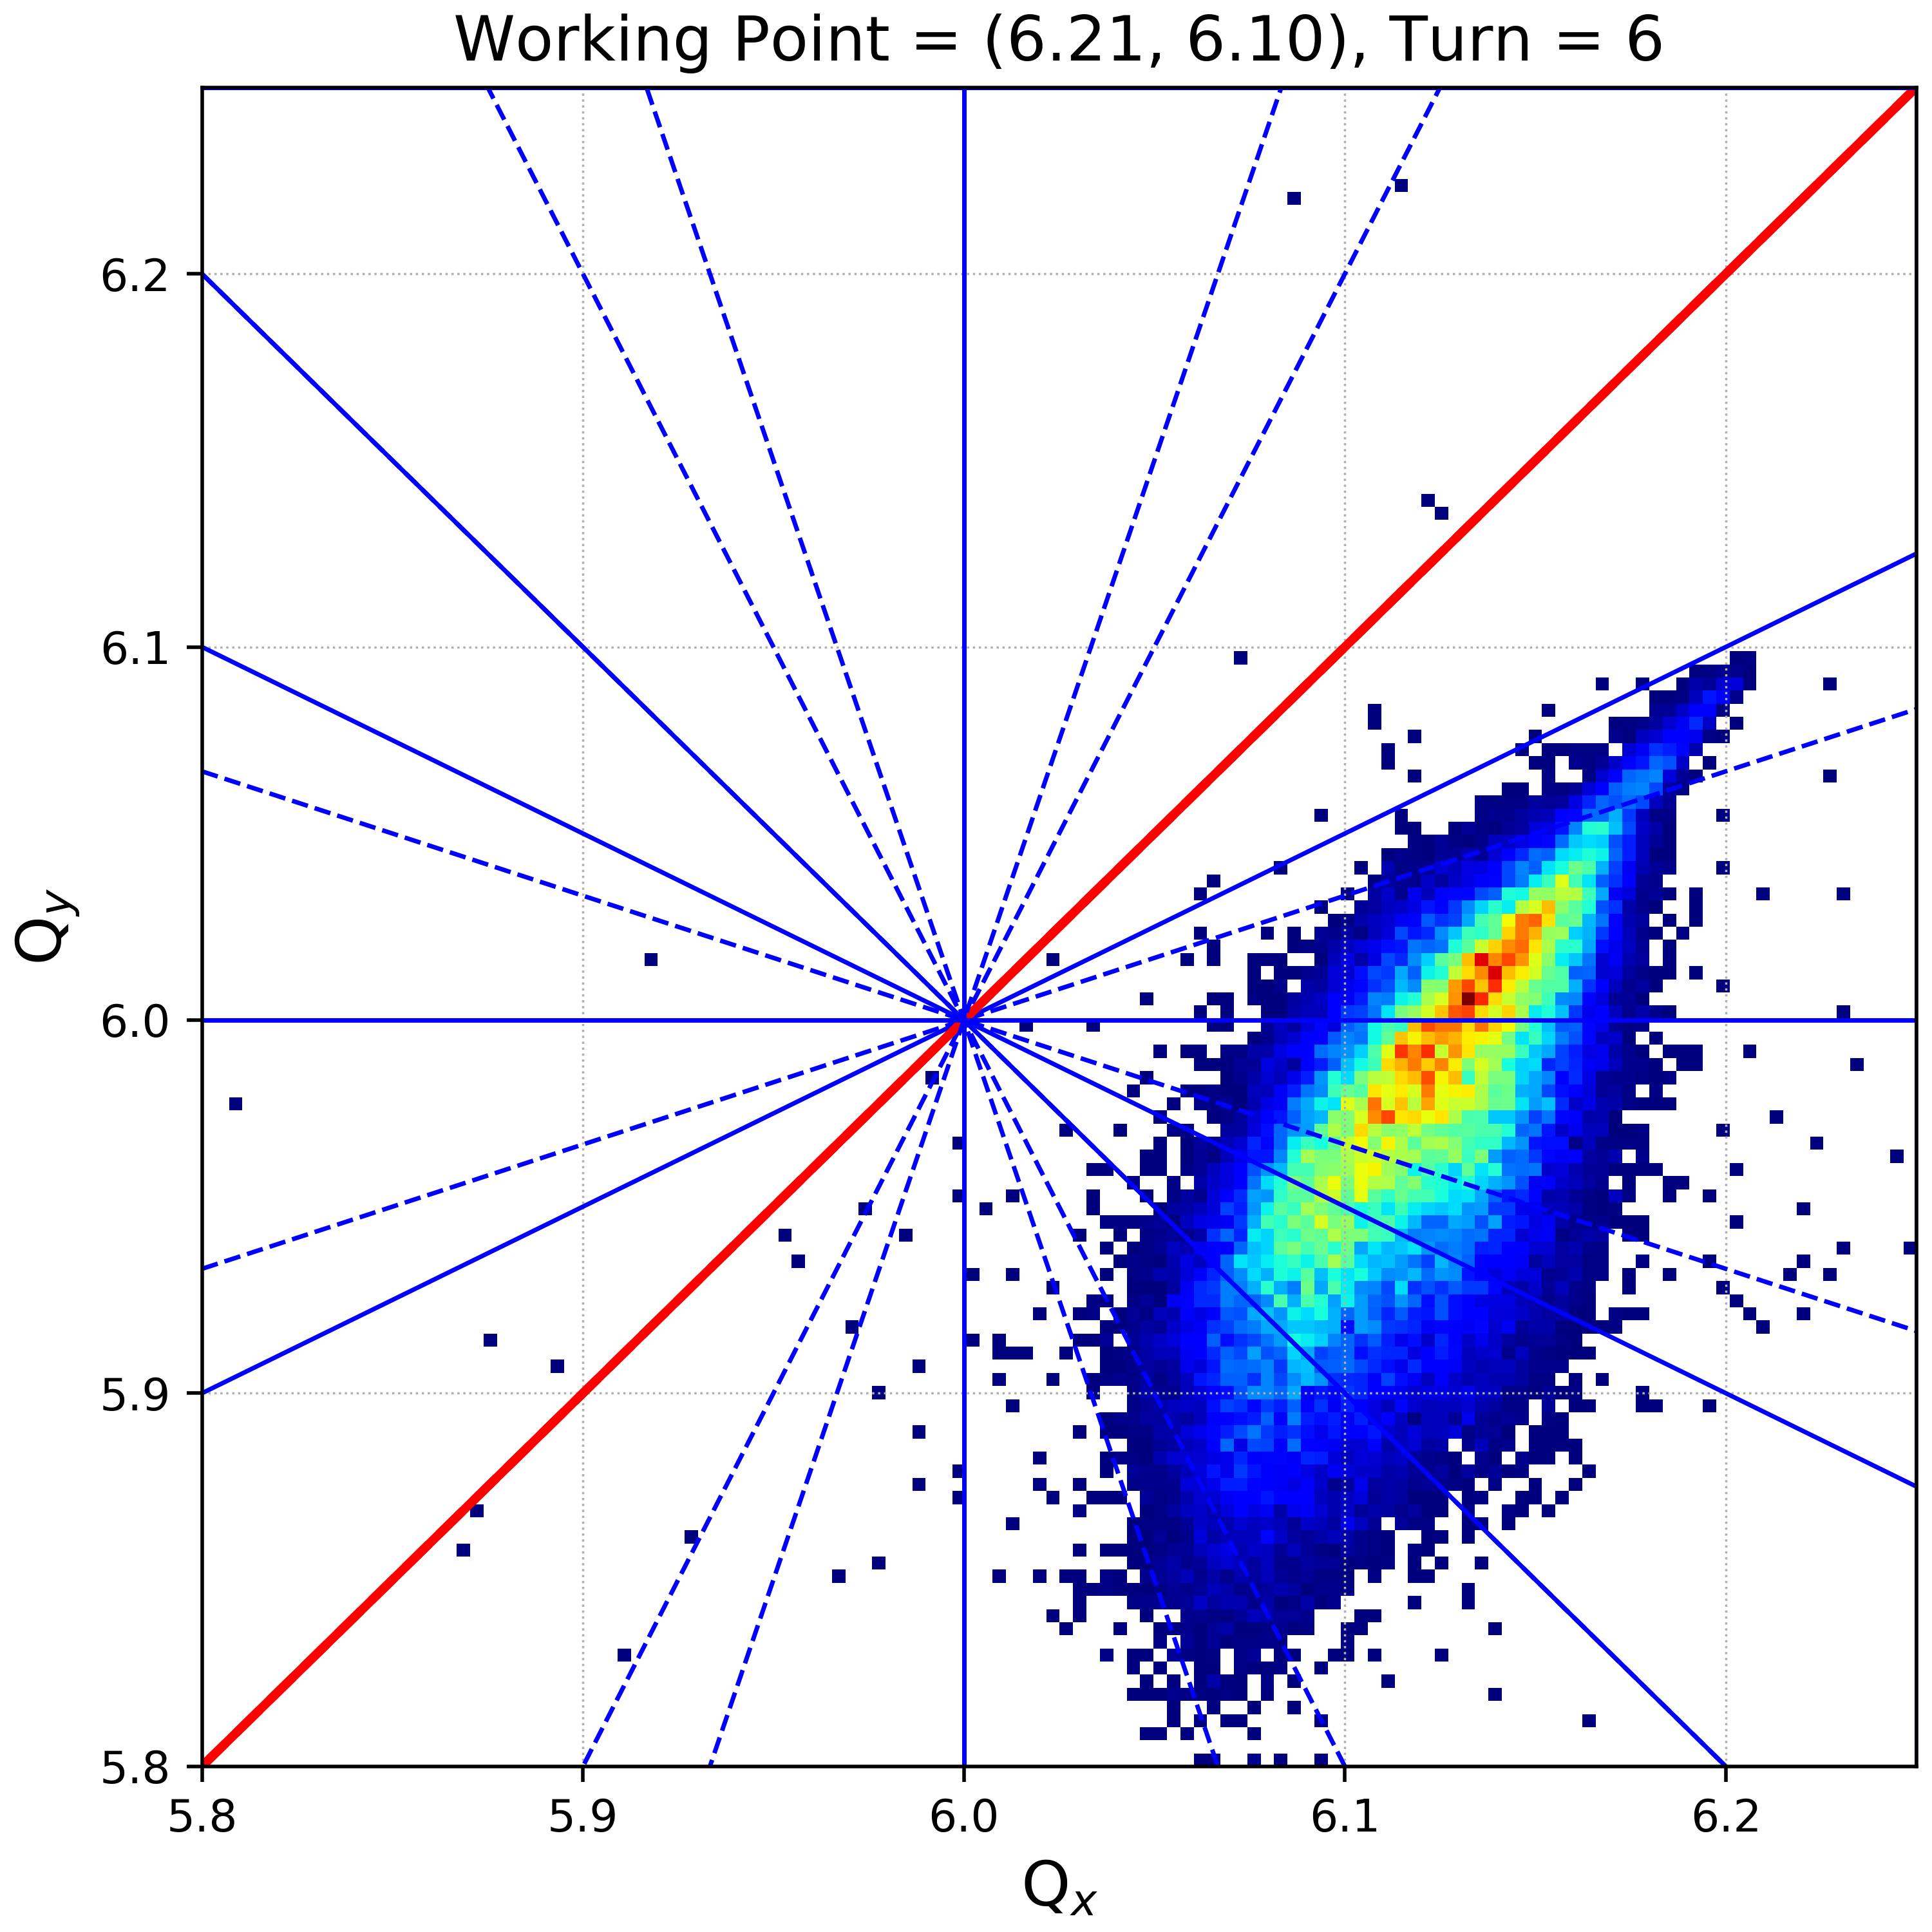 Working Point = (6.21, 6.10), Turn = 6
6.2
6.1
6.0
5.9
5.8
Qy
5.8 5.9 6.0 6.1 6.2
Qx